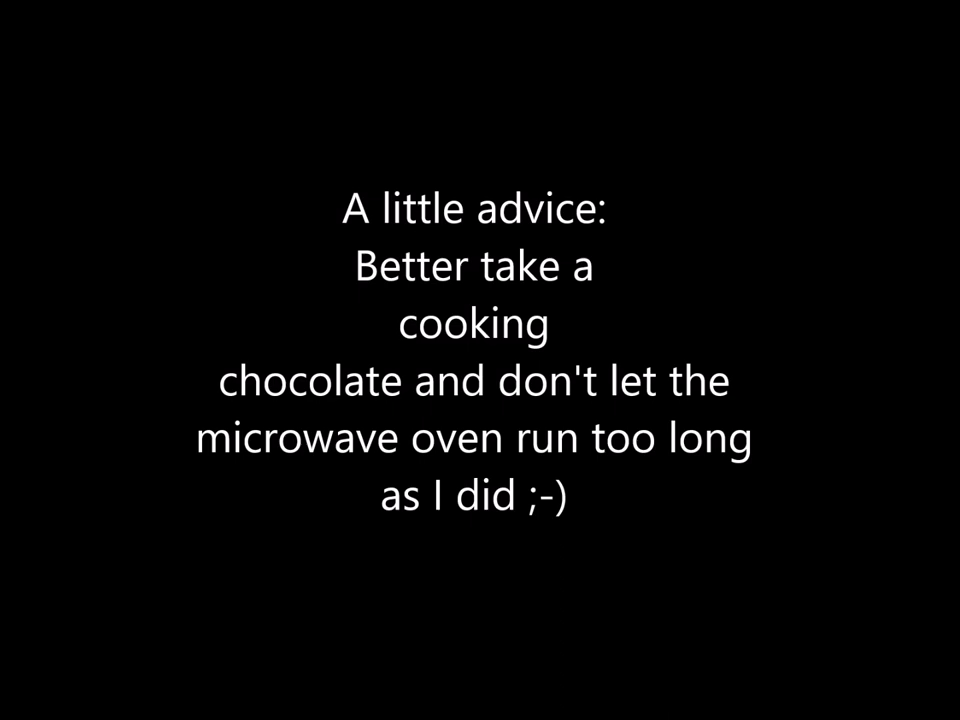 A little advice:
Better take a
cooking
chocolate and don't let the
microwave oven run too long
as I did ;-)